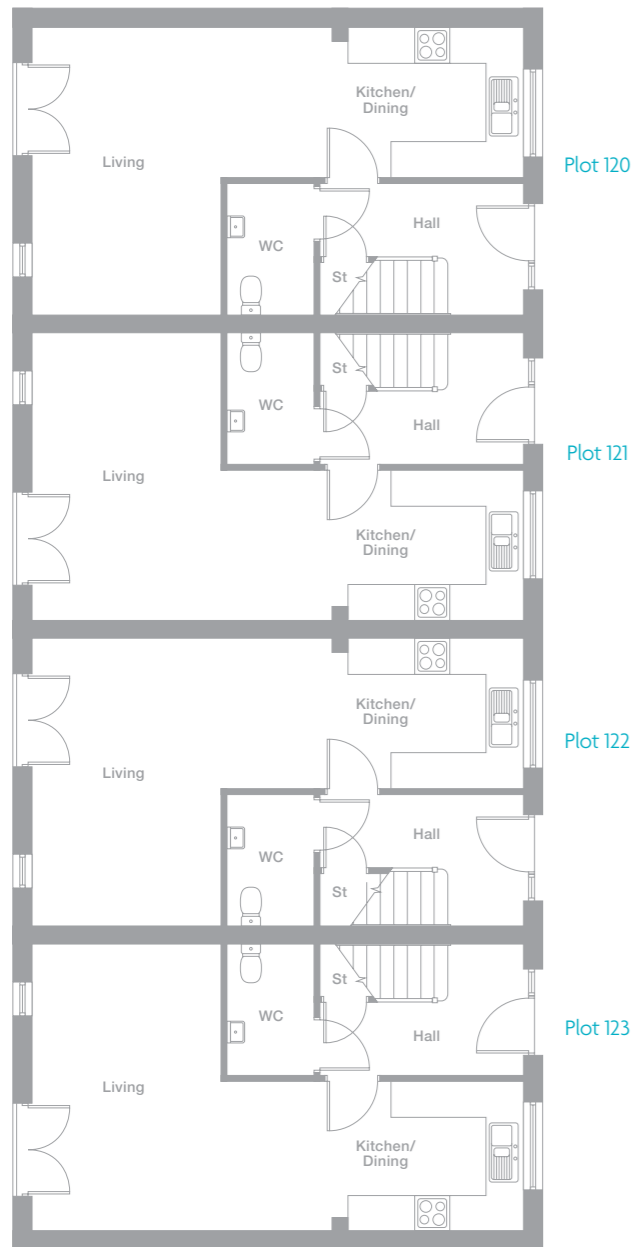 Kitchen/
Dining
Living
Plot 120
Hall
WC
St
St
WC
Hall
Plot 121
Living
Kitchen/
Dining
Kitchen/
Dining
Plot 122
Living
Hall
WC
St
St
WC
Hall
Plot 123
Living
Kitchen/
Dining